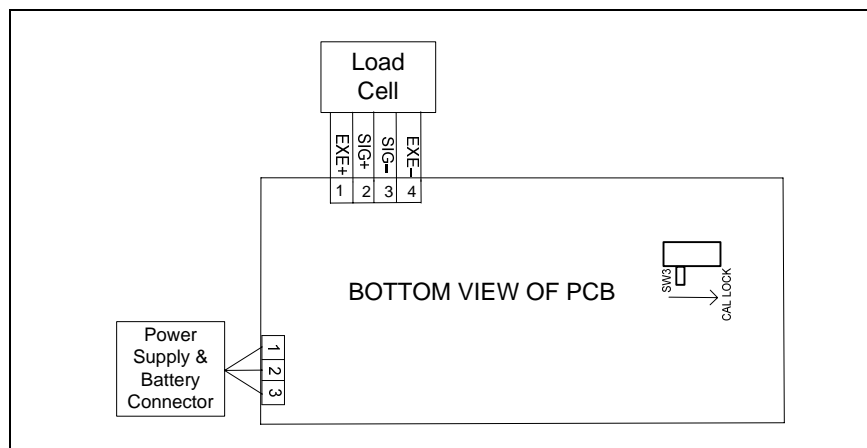 Load
Cell
EXE+
SIG+
SIG-
EXE-
1
2
3
4
BOTTOM VIEW OF PCB
SW3
CAL LOCK
Power
Supply &
Battery
Connector
1
2
3